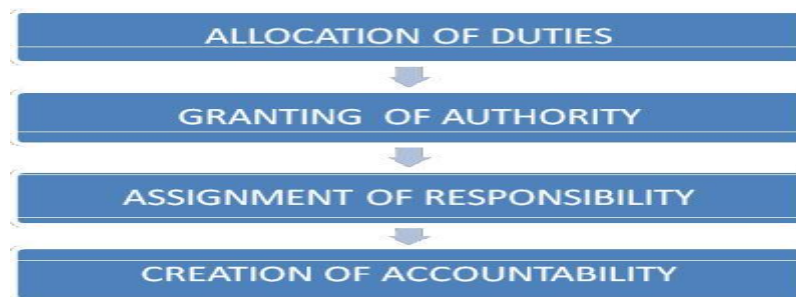 ALLOCATION OF DUTIES
GRANTING OF AUTHORITY
ASSIGNMENT OF RESPONSIBILITY
CREATION OF ACCOUNTABILITY